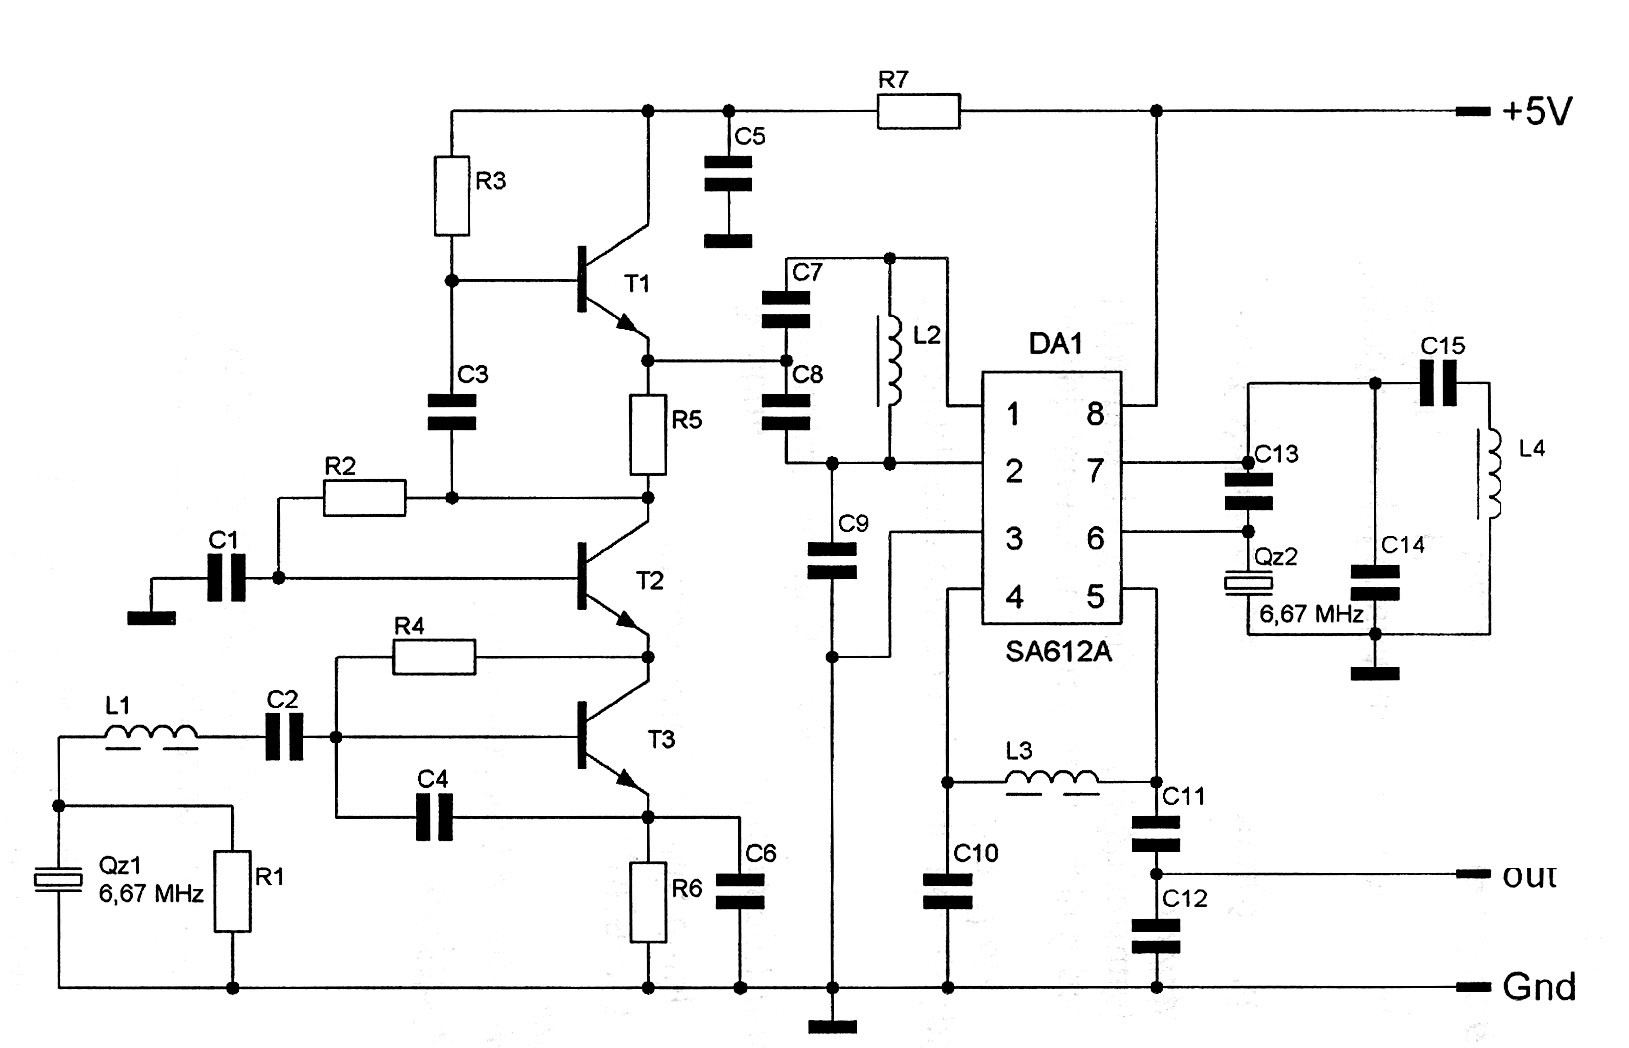 R7
+5V
C5
R3
T1
C7
L2
DA1
C15
C3
C8
R5
1 8
L4
R2
C13
2 7
C9
C1
3 6
C14
Qz2
T2
4 5
6,67 MHz
R4
SA612A
L1
C2
T3
L3
C4
C11
Qz1
6,67 MHz
R1
C6
R6
C10
out
C12
Gnd